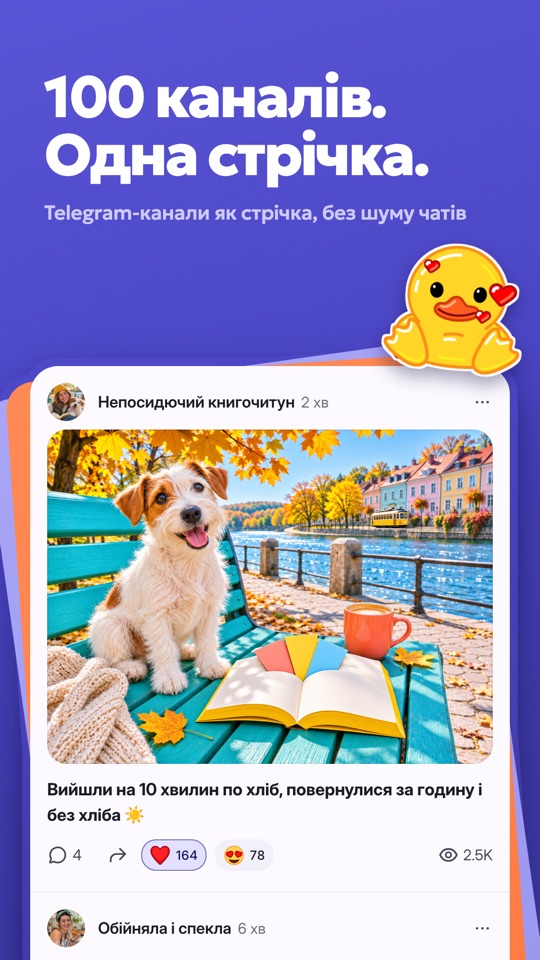 100 каналів.
Одна стрічка.
Telegram-канали як стрічка, без шуму чатів
Непосидючий книгочитун 2 хв
Вийшли на 10 хвилин по хліб, повернулися за годину і
без хліба ☀️
4 164 78 2.5K
Обійняла і спекла 6 хв